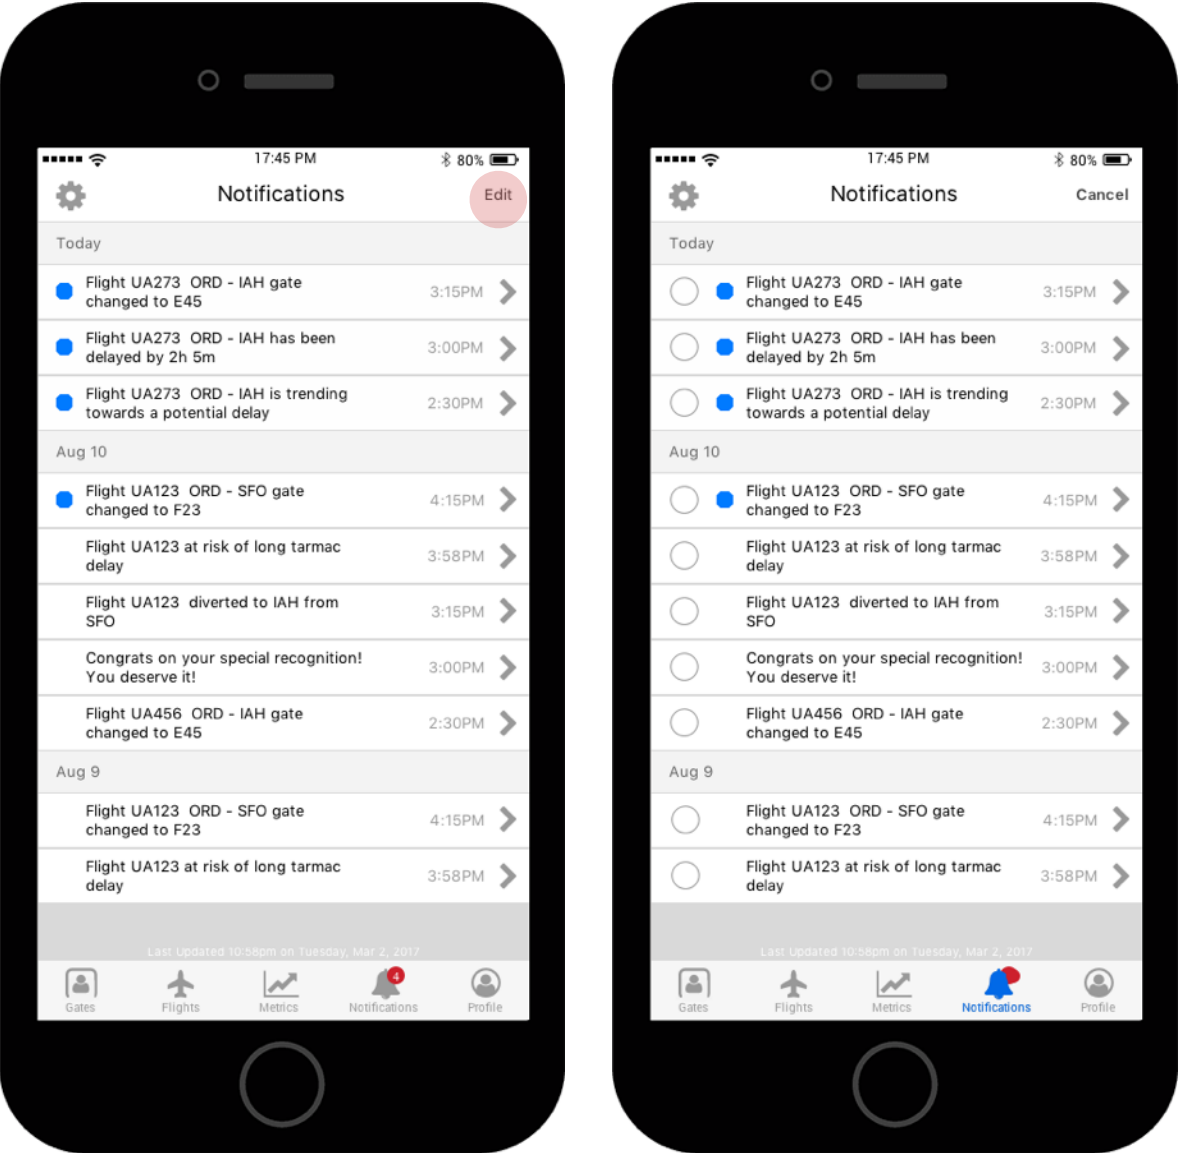 17:45 PM
80%
Notifications
Edit
Today
Flight UA273 ORD - IAH gate
changed to E45
3:15PM
Flight UA273 ORD - IAH has been
delayed by 2h 5m
3:00PM
Flight UA273 ORD - IAH is trending
towards a potential delay
2:30PM
Aug 10
Flight UA123 ORD - SFO gate
changed to F23
4:15PM
Flight UA123 at risk of long tarmac
delay
3:58PM
Flight UA123 diverted to IAH from
SFO
3:15PM
Congrats on your special recognition!
You deserve it!
3:00PM
Flight UA456 ORD - IAH gate
changed to E45
2:30PM
Aug 9
Flight UA123 ORD - SFO gate
changed to F23
4:15PM
Flight UA123 at risk of long tarmac
delay
3:58PM
Last Updated 10:58pm on Tuesday, Mar 2, 2017
4
Gates
Flights
Metrics
Notifications
Profile
17:45 PM
80%
Notifications
Cancel
Today
Flight UA273 ORD - IAH gate
changed to E45
3:15PM
Flight UA273 ORD - IAH has been
delayed by 2h 5m
3:00PM
Flight UA273 ORD - IAH is trending
towards a potential delay
2:30PM
Aug 10
Flight UA123 ORD - SFO gate
changed to F23
4:15PM
Flight UA123 at risk of long tarmac
delay
3:58PM
Flight UA123 diverted to IAH from
SFO
3:15PM
Congrats on your special recognition!
You deserve it!
3:00PM
Flight UA456 ORD - IAH gate
changed to E45
2:30PM
Aug 9
Flight UA123 ORD - SFO gate
changed to F23
4:15PM
Flight UA123 at risk of long tarmac
delay
3:58PM
Last Updated 10:58pm on Tuesday, Mar 2, 2017
Gates
Flights
Metrics
Notifications
Profile